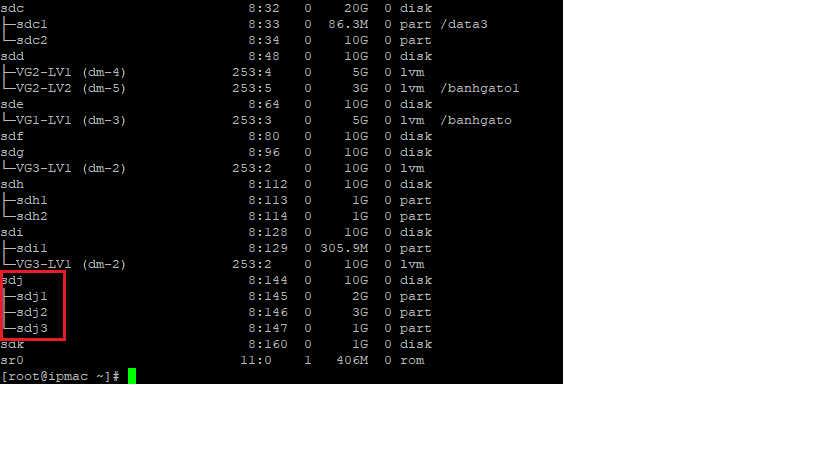 sdc 8:32 0 20G 0 disk
├─sdc1 8:33 0 86.3M 0 part /data3
└─sdc2 8:34 0 10G 0 part
sdd 8:48 0 10G 0 disk
├─VG2-LV1 (dm-4) 253:4 0 5G 0 lvm
└─VG2-LV2 (dm-5) 253:5 0 3G 0 lvm /banhgato1
sde 8:64 0 10G 0 disk
└─VG1-LV1 (dm-3) 253:3 0 5G 0 lvm /banhgato
sdf 8:80 0 10G 0 disk
sdg 8:96 0 10G 0 disk
└─VG3-LV1 (dm-2) 253:2 0 10G 0 lvm
sdh 8:112 0 10G 0 disk
├─sdh1 8:113 0 1G 0 part
└─sdh2 8:114 0 1G 0 part
sdi 8:128 0 10G 0 disk
├─sdi1 8:129 0 305.9M 0 part
└─VG3-LV1 (dm-2) 253:2 0 10G 0 lvm
sdj 8:144 0 10G 0 disk
├─sdj1 8:145 0 2G 0 part
├─sdj2 8:146 0 3G 0 part
└─sdj3 8:147 0 1G 0 part
sdk 8:160 0 1G 0 disk
sr0 11:0 1 406M 0 rom
[root@ipmac ~]#